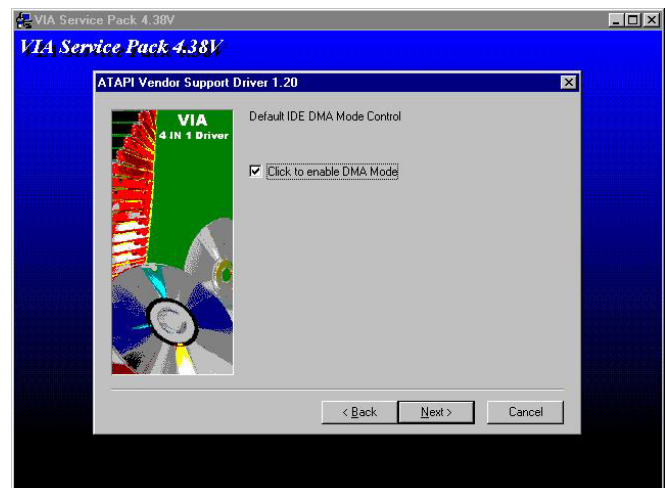 VIA Service Pack 4.38V
VIA Service Pack 4.38V
ATAPI Vendor Support Driver 1.20
VIA
4 IN 1 Driver
Default IDE DMA Mode Control
Click to enable DMA Mode
< Back
Next >
Cancel